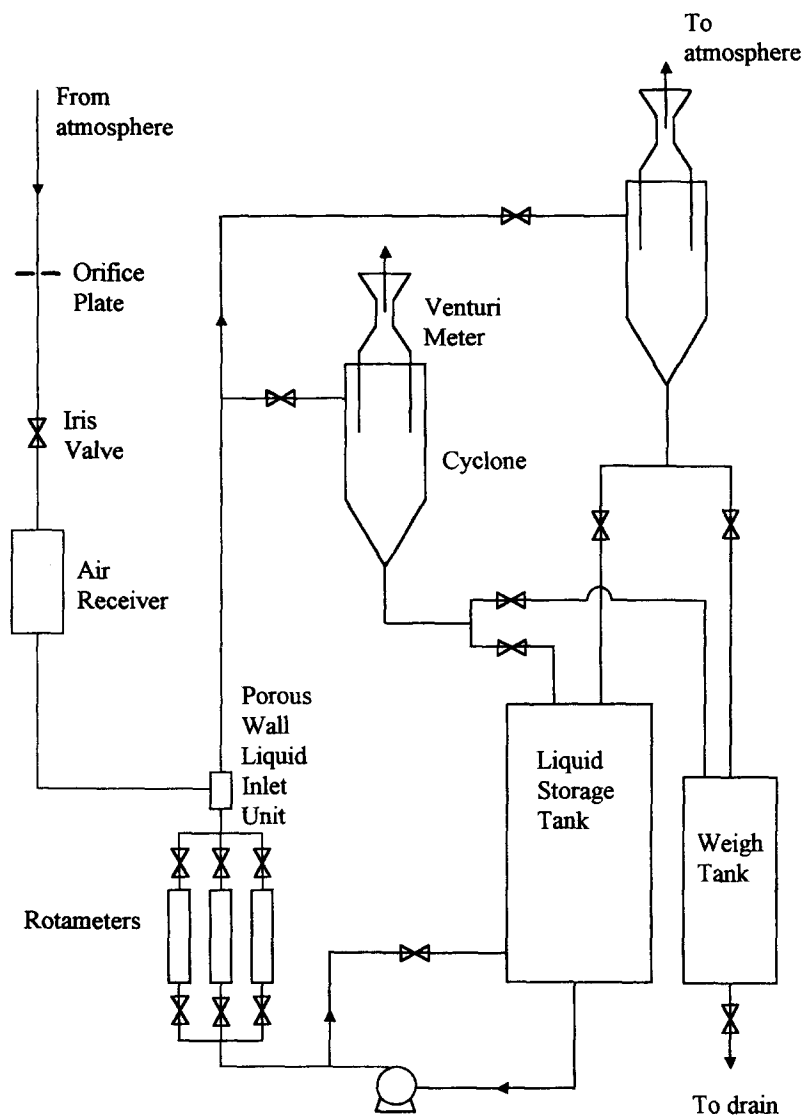 To
atmosphere
From
atmosphere
Orifice
Plate
Venturi
Meter
Iris
Valve
Cyclone
Air
Receiver
Porous
Wall
Liquid
Inlet
Unit
Liquid
Storage
Tank
Weigh
Tank
Rotameters
To drain